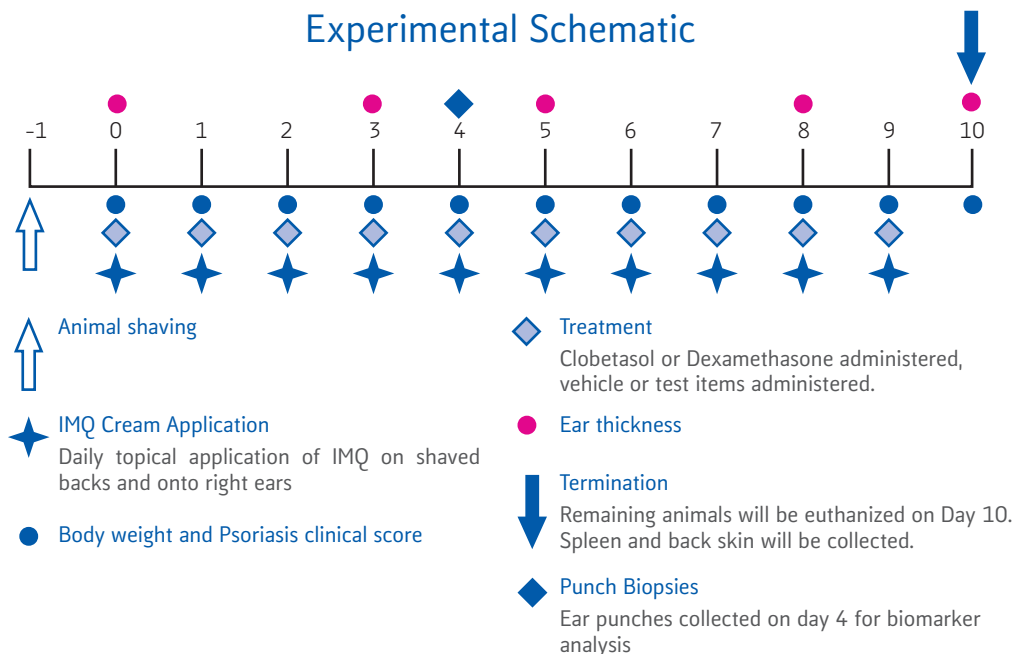 Experimental Schematic
-1 0 1 2 3 4 5 6 7 8 9 10
Animal shaving
IMQ Cream Application
Daily topical application of IMQ on shaved
backs and onto right ears
Body weight and Psoriasis clinical score
Treatment
Clobetasol or Dexamethasone administered,
vehicle or test items administered.
Ear thickness
Termination
Remaining animals will be euthanized on Day 10.
Spleen and back skin will be collected.
Punch Biopsies
Ear punches collected on day 4 for biomarker
analysis